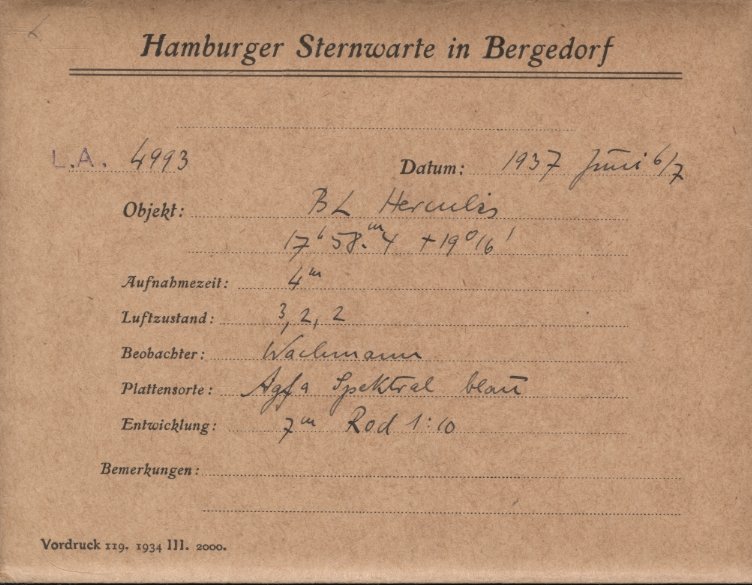 Hamburger Sternwarte in Bergedorf
L.A. 4993 Datum: 1937 Juni 6/7
Objekt: BL Herculis
17h 58.m4 +19°16'
Aufnahmezeit: 4m
Luftzustand: 3, 2, 2
Beobachter: Wachmann
Plattensorte: Agfa Spektral blau
Entwicklung: 7m Rod 1:10
Bemerkungen:
Vordruck 119. 1934 III. 2000.